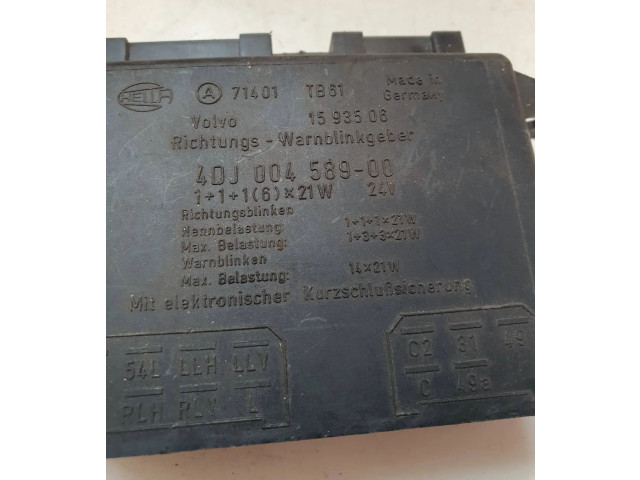 HELLA A 71401 TB61 Made in
Germany
Volvo 15 935 06
Richtungs - Warnblinkgeber
4DJ 004 589-00
1+1+1(6)×21W 24V
Richtungsblinken
Nennbelastung: 1+1+1×21W
Max. Belastung: 1+3+3×21W
Warnblinken
Max. Belastung: 14×21W
Mit elektronischer Kurzschlußsicherung
54L LLH LLV C2 31 49
PLH RLV L C 49a